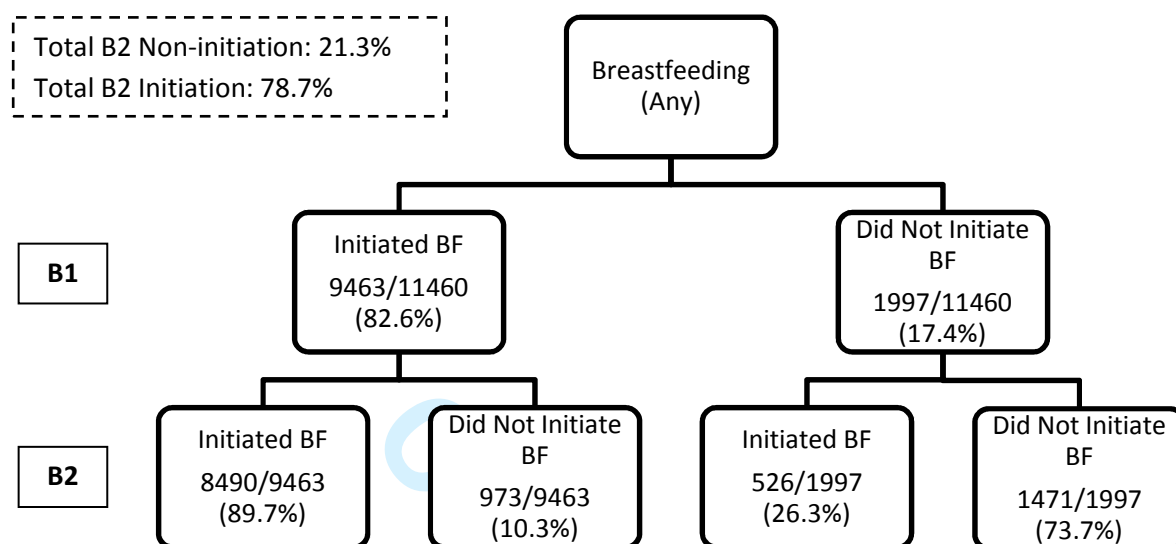 Total B2 Non-initiation: 21.3%
Total B2 Initiation: 78.7%
Breastfeeding
(Any)
B1
Initiated BF
9463/11460
(82.6%)
Did Not Initiate
BF
1997/11460
(17.4%)
B2
Initiated BF
8490/9463
(89.7%)
Did Not Initiate
BF
973/9463
(10.3%)
Initiated BF
526/1997
(26.3%)
Did Not Initiate
BF
1471/1997
(73.7%)